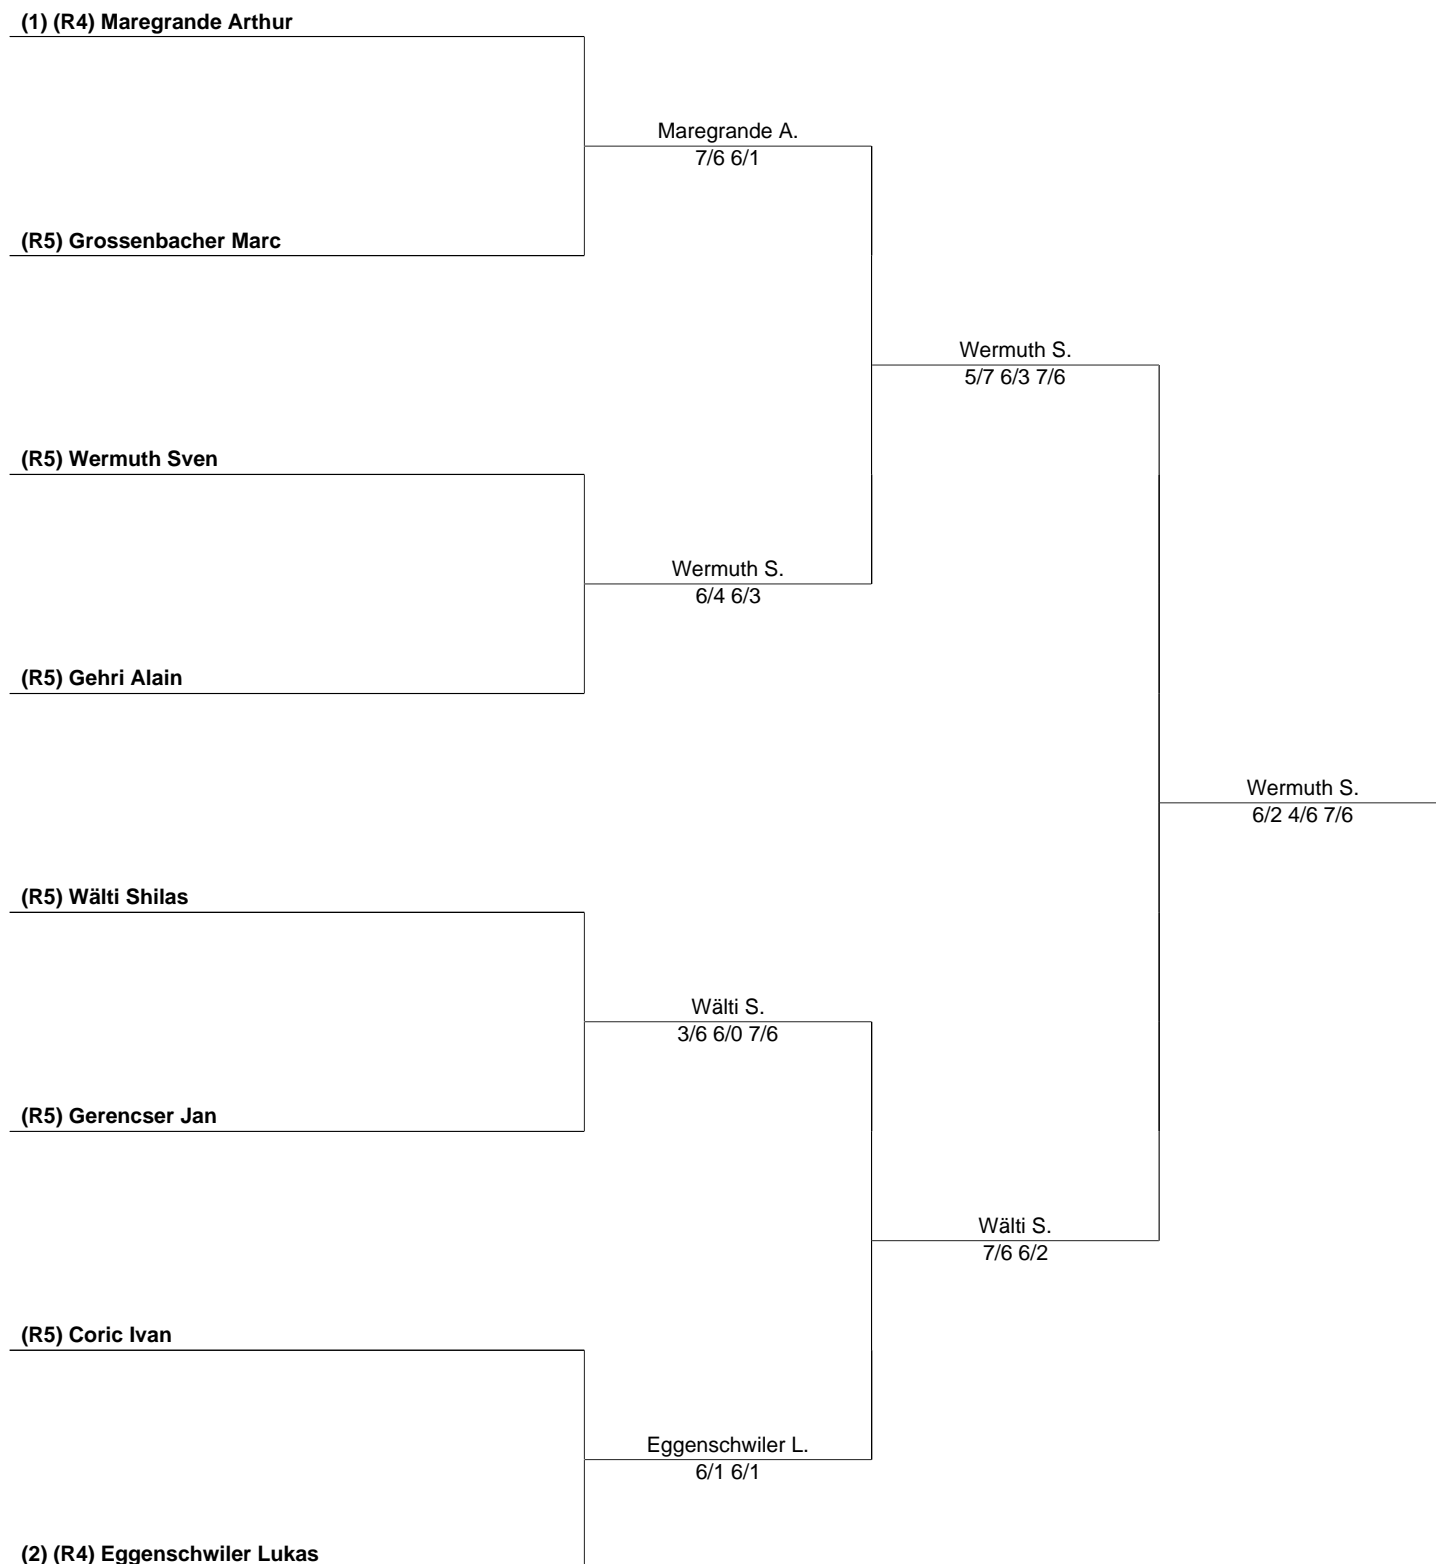 (1) (R4) Maregrande Arthur
Maregrande A.
7/6 6/1
(R5) Grossenbacher Marc
Wermuth S.
5/7 6/3 7/6
(R5) Wermuth Sven
Wermuth S.
6/4 6/3
(R5) Gehri Alain
Wermuth S.
6/2 4/6 7/6
(R5) Wälti Shilas
Wälti S.
3/6 6/0 7/6
(R5) Gerencser Jan
Wälti S.
7/6 6/2
(R5) Coric Ivan
Eggenschwiler L.
6/1 6/1
(2) (R4) Eggenschwiler Lukas